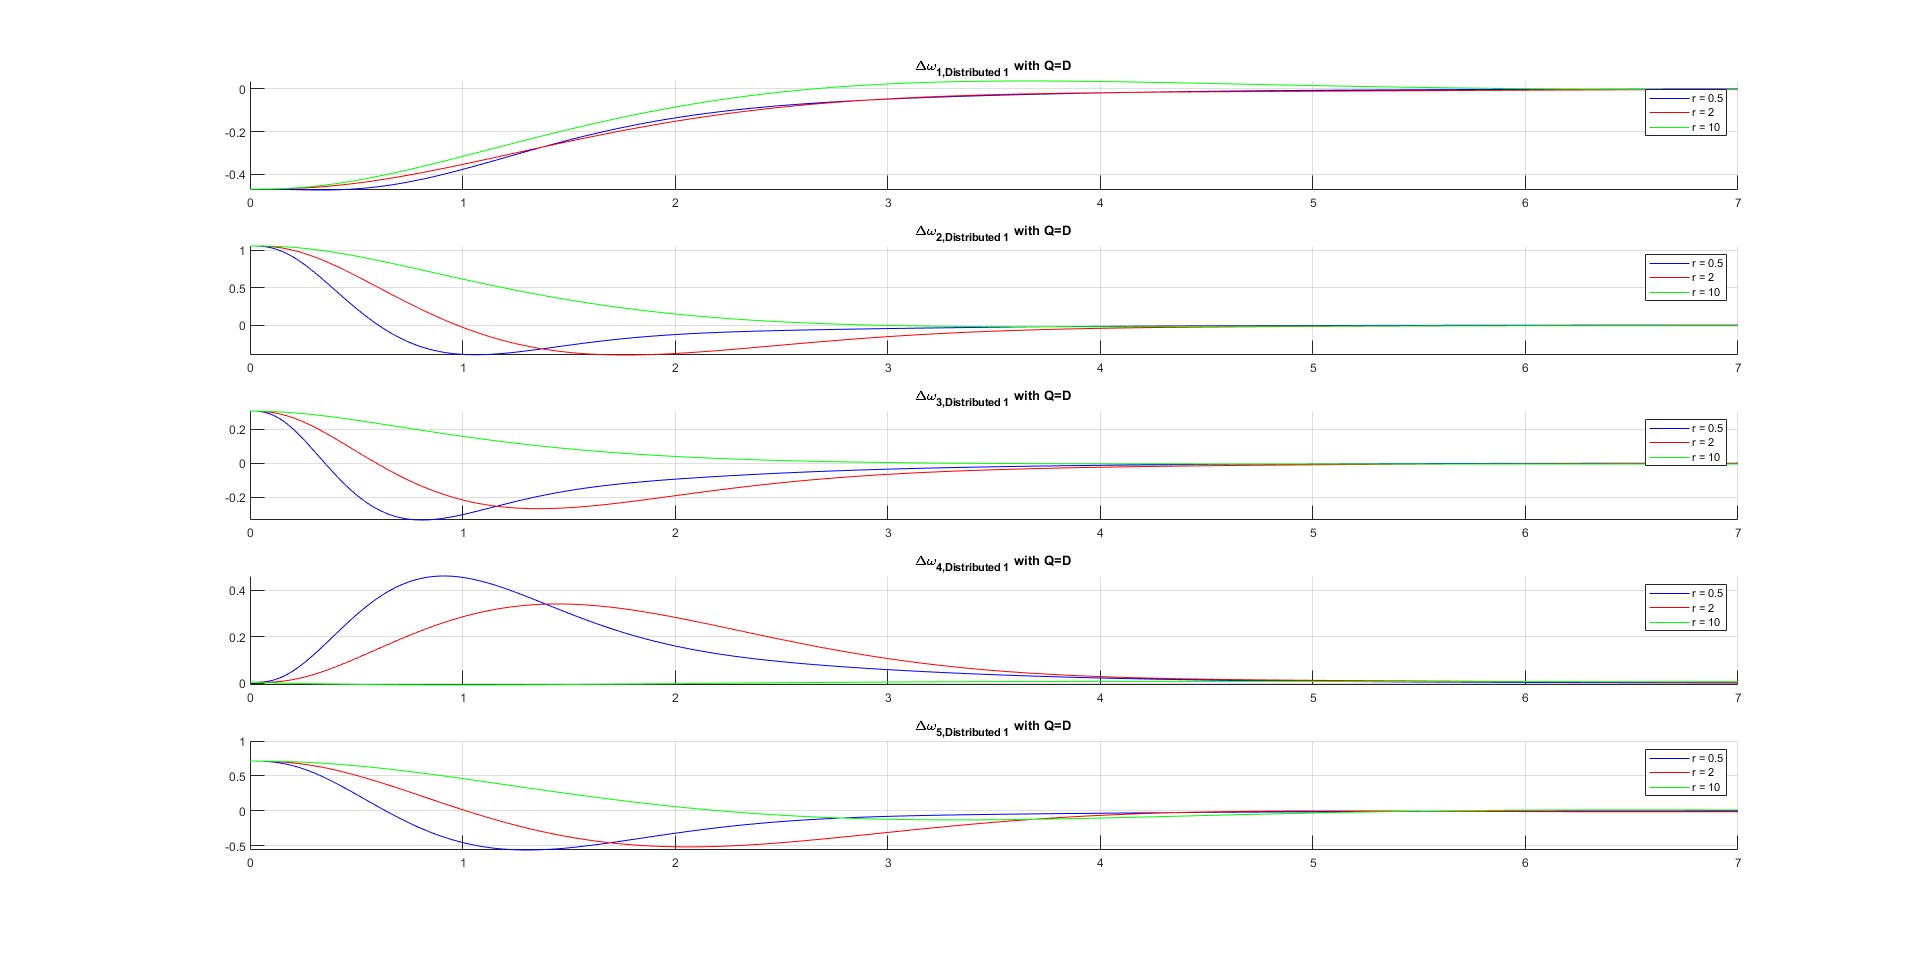 Δω1,Distributed 1 with Q=D
0
-0.2
-0.4
r = 0.5
r = 2
r = 10
0 1 2 3 4 5 6 7
Δω2,Distributed 1 with Q=D
1
0.5
0
r = 0.5
r = 2
r = 10
0 1 2 3 4 5 6 7
Δω3,Distributed 1 with Q=D
0.2
0
-0.2
r = 0.5
r = 2
r = 10
0 1 2 3 4 5 6 7
Δω4,Distributed 1 with Q=D
0.4
0.2
0
r = 0.5
r = 2
r = 10
0 1 2 3 4 5 6 7
Δω5,Distributed 1 with Q=D
1
0.5
0
-0.5
r = 0.5
r = 2
r = 10
0 1 2 3 4 5 6 7